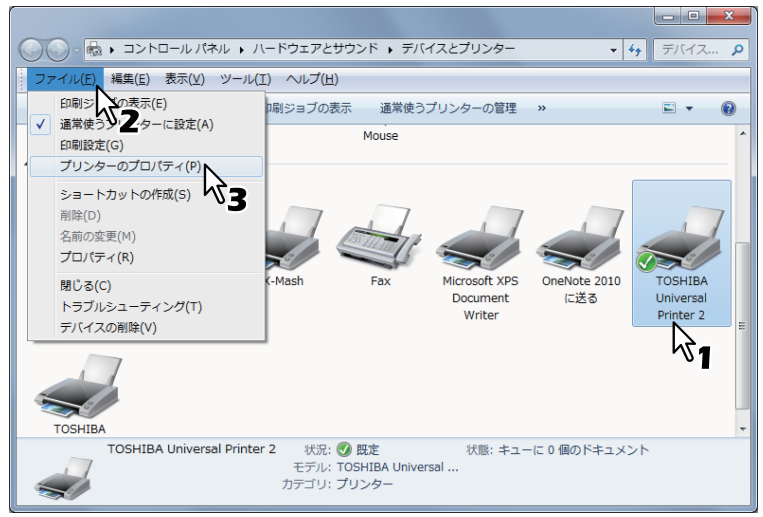 コントロール パネル ▸ ハードウェアとサウンド ▸ デバイスとプリンター
デバイス...
ファイル(F) 編集(E) 表示(V) ツール(T) ヘルプ(H)
2
印刷ジョブの表示 通常使うプリンターの管理 »
印刷ジョブの表示(E)
通常使うプリンターに設定(A)
印刷設定(G)
プリンターのプロパティ(P)
3
ショートカットの作成(S)
削除(D)
名前の変更(M)
プロパティ(R)
閉じる(C)
トラブルシューティング(T)
デバイスの削除(V)
Mouse
-Mash
Fax
Microsoft XPS
Document
Writer
OneNote 2010
に送る
TOSHIBA
Universal
Printer 2
1
TOSHIBA
TOSHIBA Universal Printer 2 状況: 既定 状態: キューに 0 個のドキュメント
モデル: TOSHIBA Universal ...
カテゴリ: プリンター